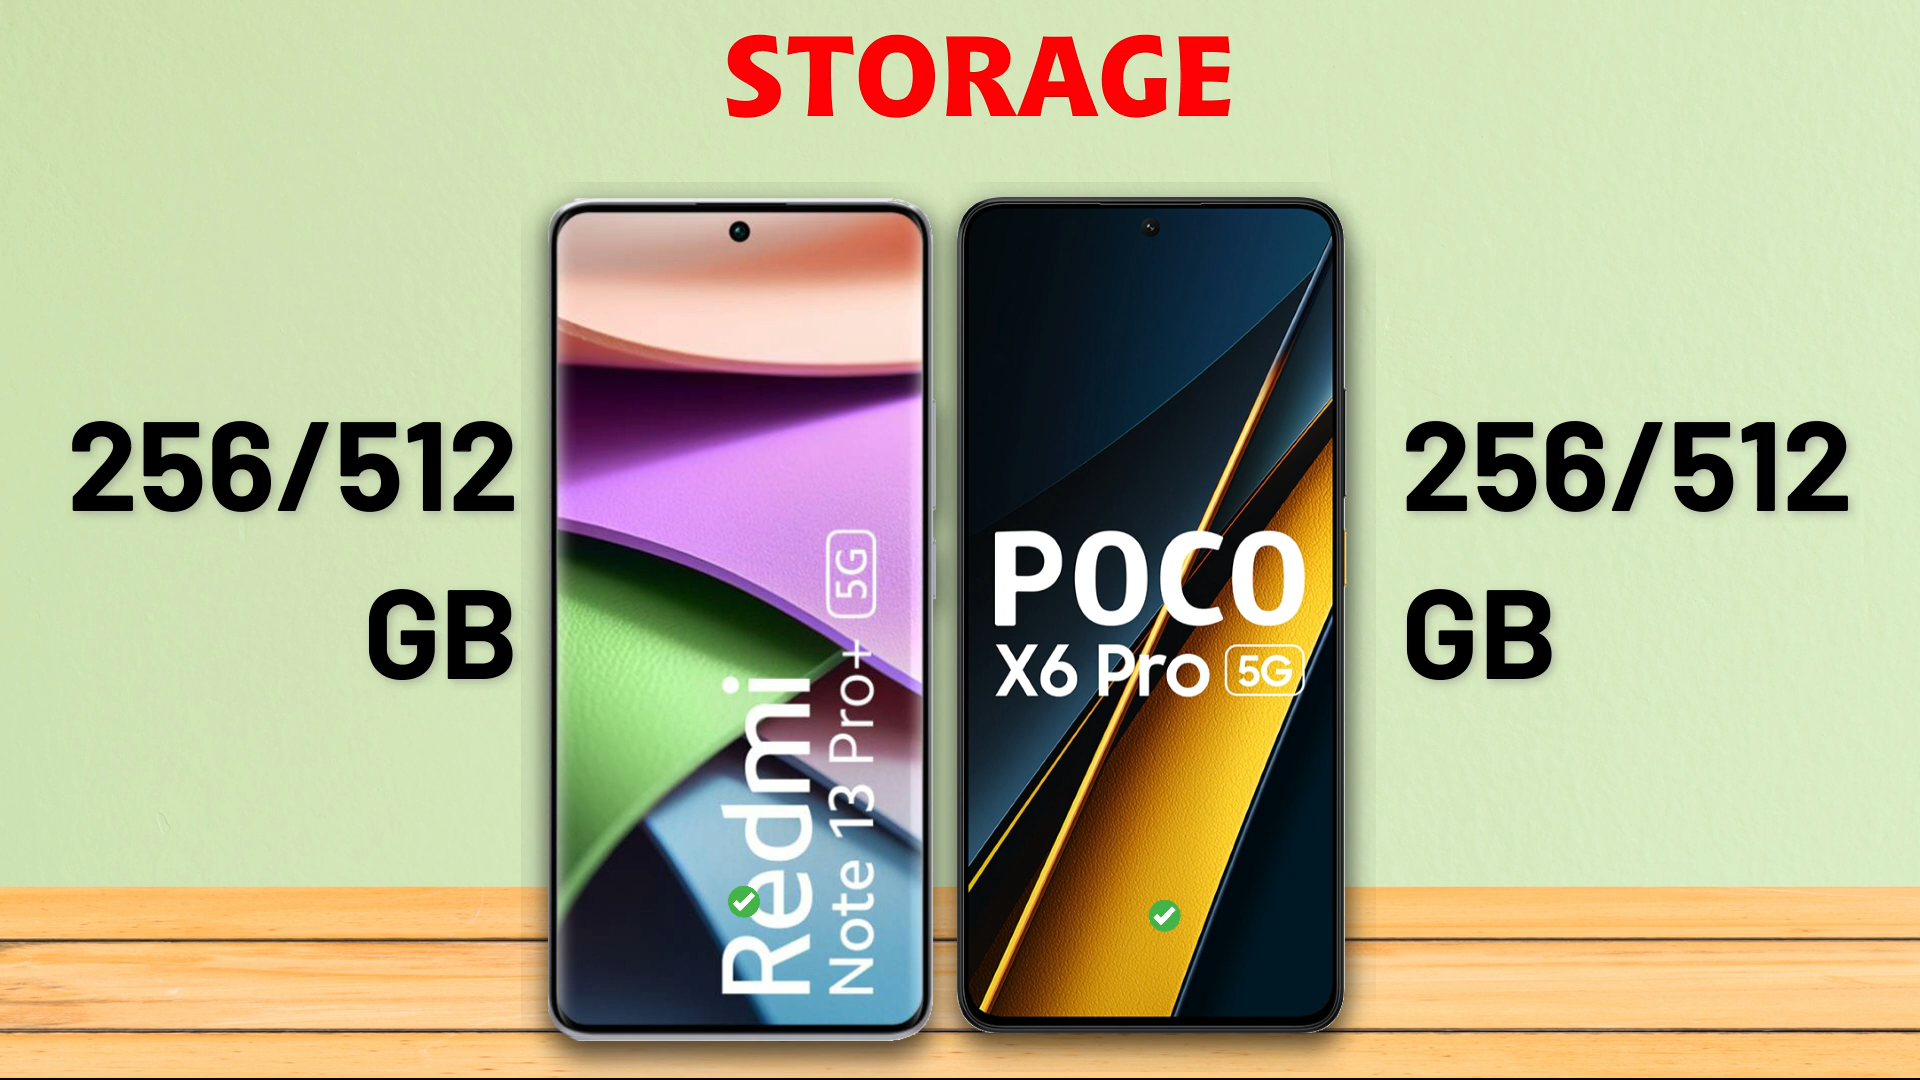 STORAGE
256/512
GB
Redmi
Note 13 Pro+ 5G
POCO
X6 Pro 5G
256/512
GB